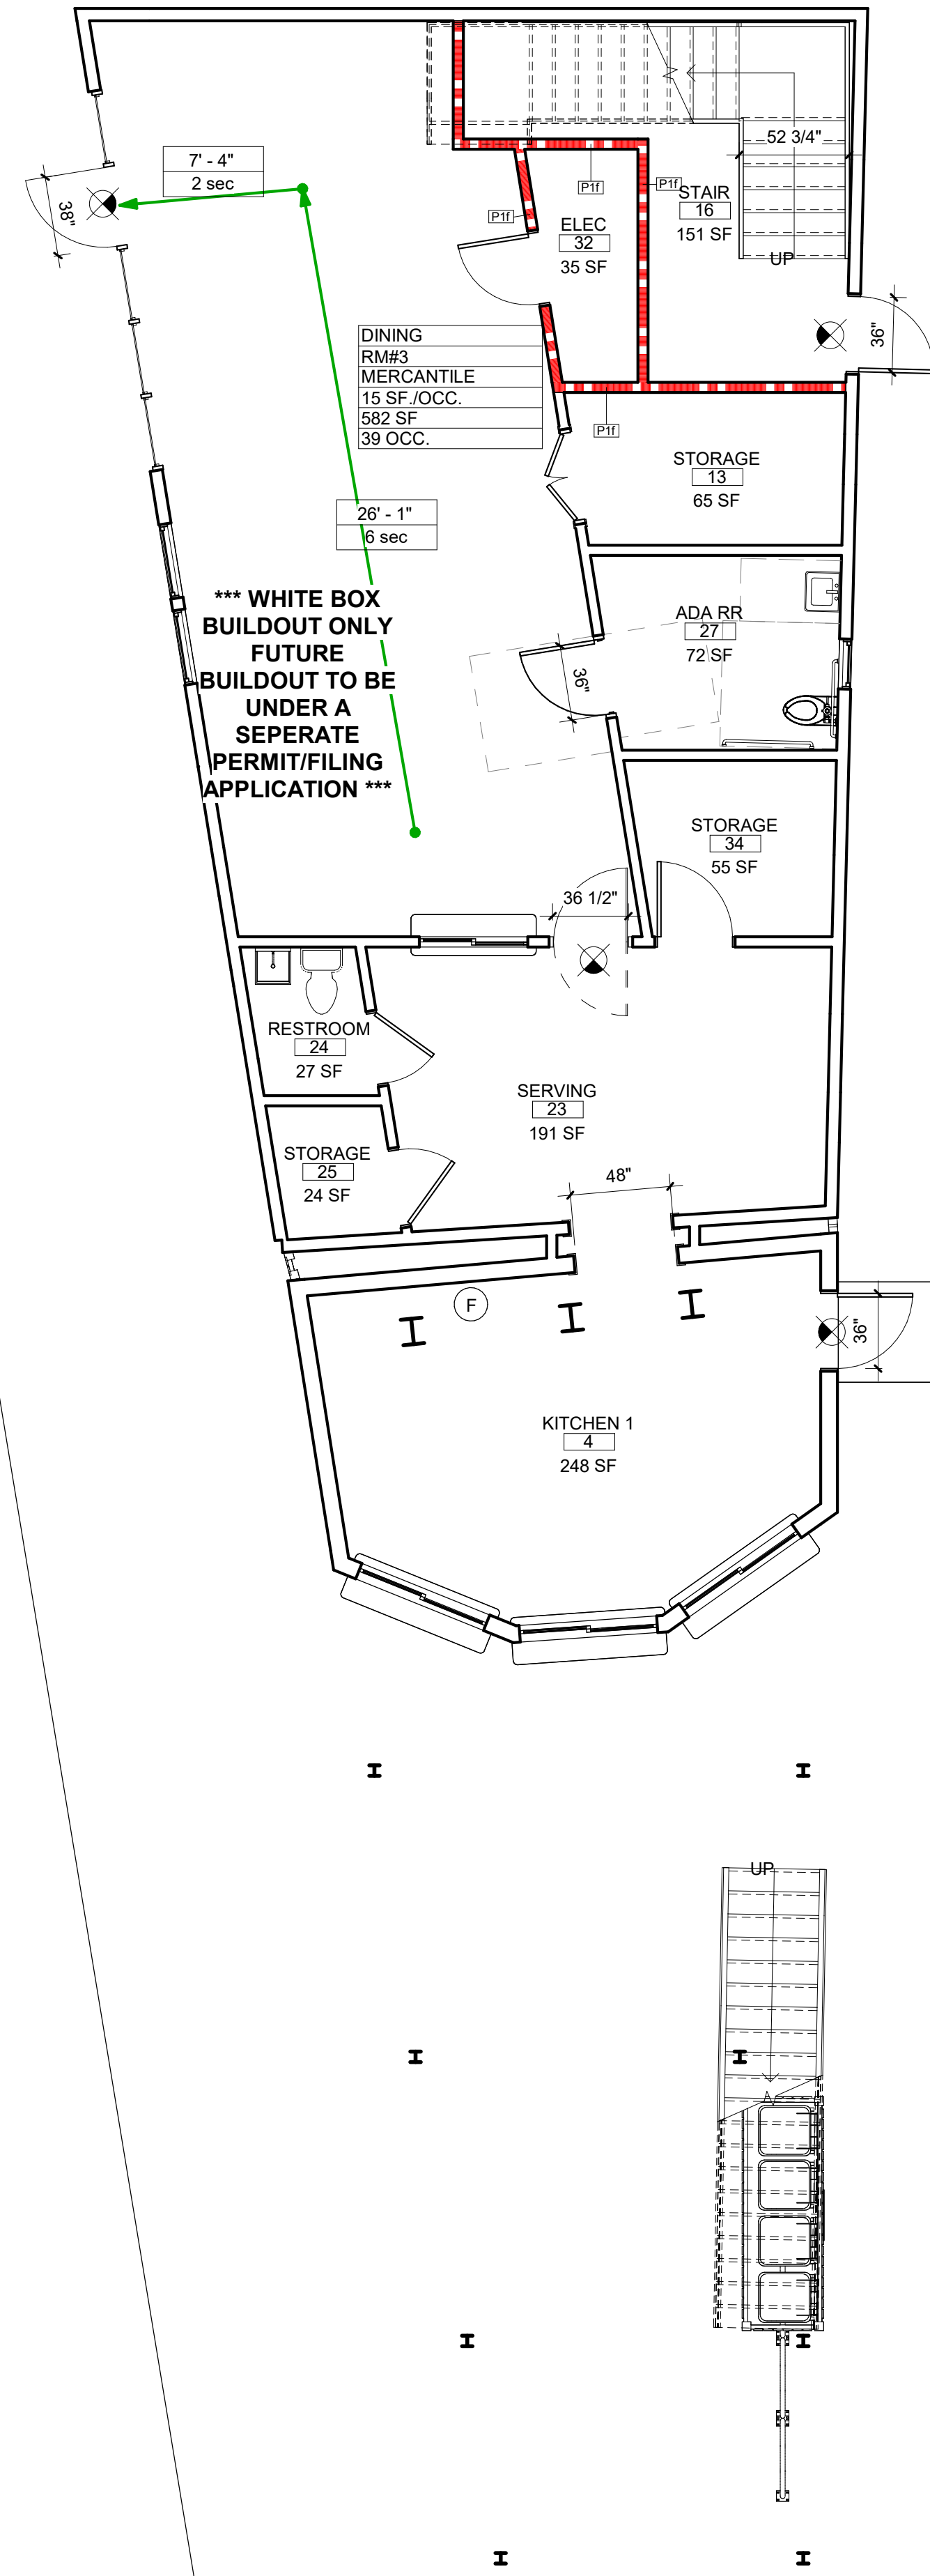 52 3/4"
7' - 4"
2 sec
38"
P1f
P1f
P1f
STAIR
16
151 SF
ELEC
32
35 SF
UP
36"
DINING
RM#3
MERCANTILE
15 SF./OCC.
582 SF
39 OCC.
P1f
STORAGE
13
65 SF
26' - 1"
6 sec
*** WHITE BOX
BUILDOUT ONLY
FUTURE
BUILDOUT TO BE
UNDER A
SEPERATE
PERMIT/FILING
APPLICATION ***
ADA RR
27
72 SF
36"
STORAGE
34
55 SF
36 1/2"
RESTROOM
24
27 SF
SERVING
23
191 SF
STORAGE
25
24 SF
48"
F
36"
KITCHEN 1
4
248 SF
UP